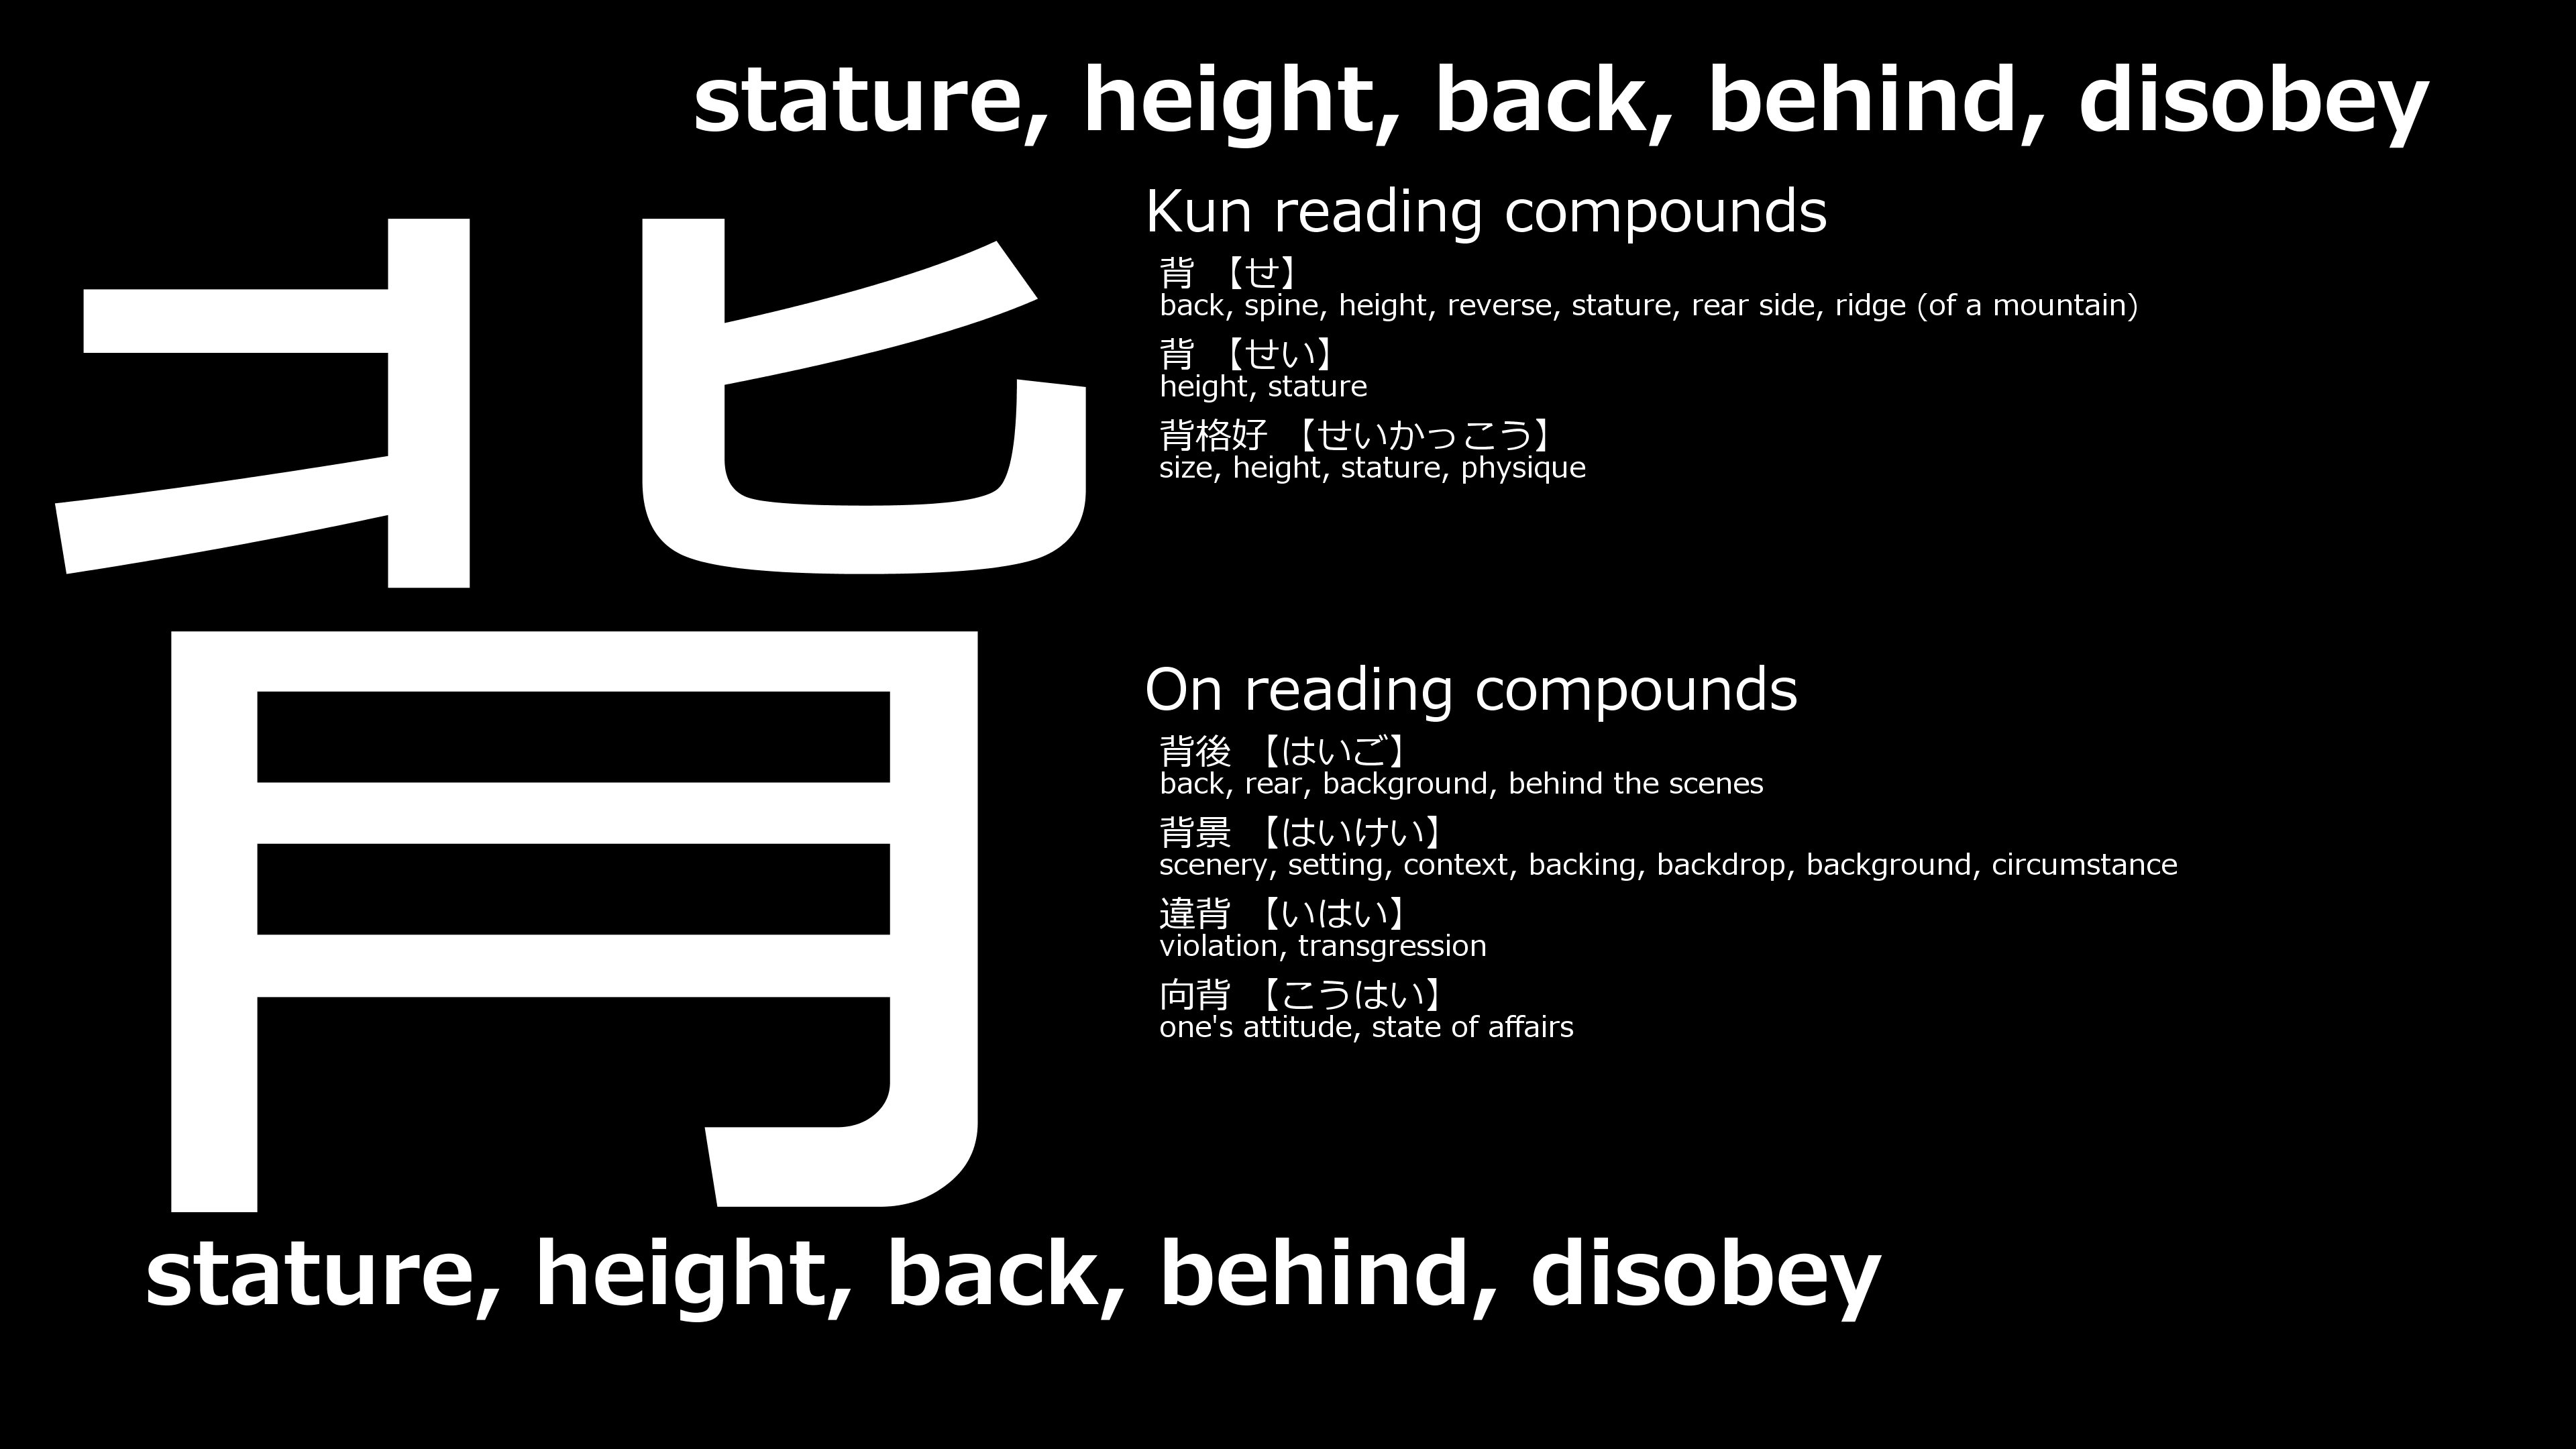 stature, height, back, behind, disobey
背
Kun reading compounds
背 【せ】
back, spine, height, reverse, stature, rear side, ridge (of a mountain)
背 【せい】
height, stature
背格好 【せいかっこう】
size, height, stature, physique
On reading compounds
背後 【はいご】
back, rear, background, behind the scenes
背景 【はいけい】
scenery, setting, context, backing, backdrop, background, circumstance
違背 【いはい】
violation, transgression
向背 【こうはい】
one's attitude, state of affairs
stature, height, back, behind, disobey